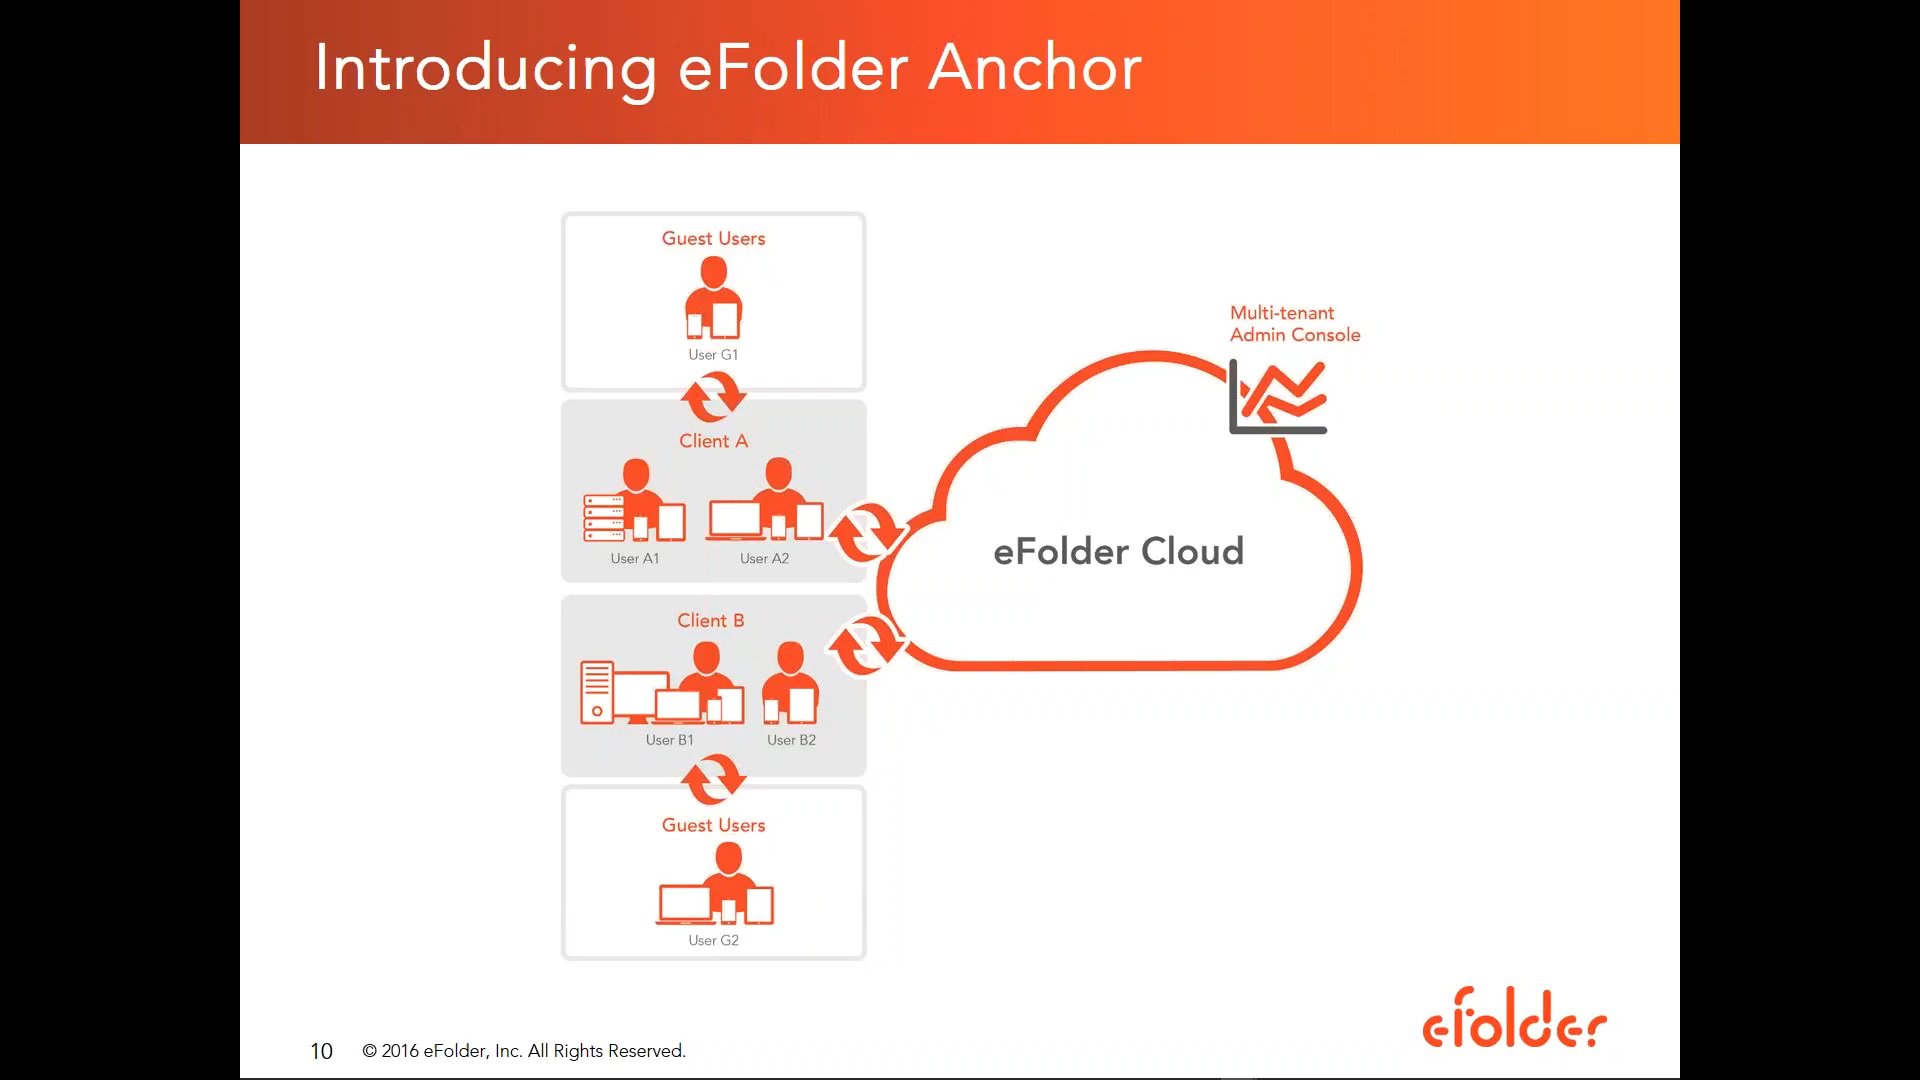 Introducing eFolder Anchor
Guest Users
User G1
Multi-tenant
Admin Console
Client A
User A1
User A2
eFolder Cloud
Client B
User B1
User B2
Guest Users
User G2
efolder
10
© 2016 eFolder, Inc. All Rights Reserved.